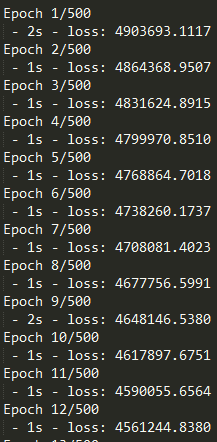 Epoch 1/500
- 2s - loss: 4903693.1117
Epoch 2/500
- 1s - loss: 4864368.9507
Epoch 3/500
- 1s - loss: 4831624.8915
Epoch 4/500
- 1s - loss: 4799970.8510
Epoch 5/500
- 1s - loss: 4768864.7018
Epoch 6/500
- 1s - loss: 4738260.1737
Epoch 7/500
- 1s - loss: 4708081.4023
Epoch 8/500
- 1s - loss: 4677756.5991
Epoch 9/500
- 2s - loss: 4648146.5380
Epoch 10/500
- 1s - loss: 4617897.6751
Epoch 11/500
- 1s - loss: 4590055.6564
Epoch 12/500
- 1s - loss: 4561244.8380